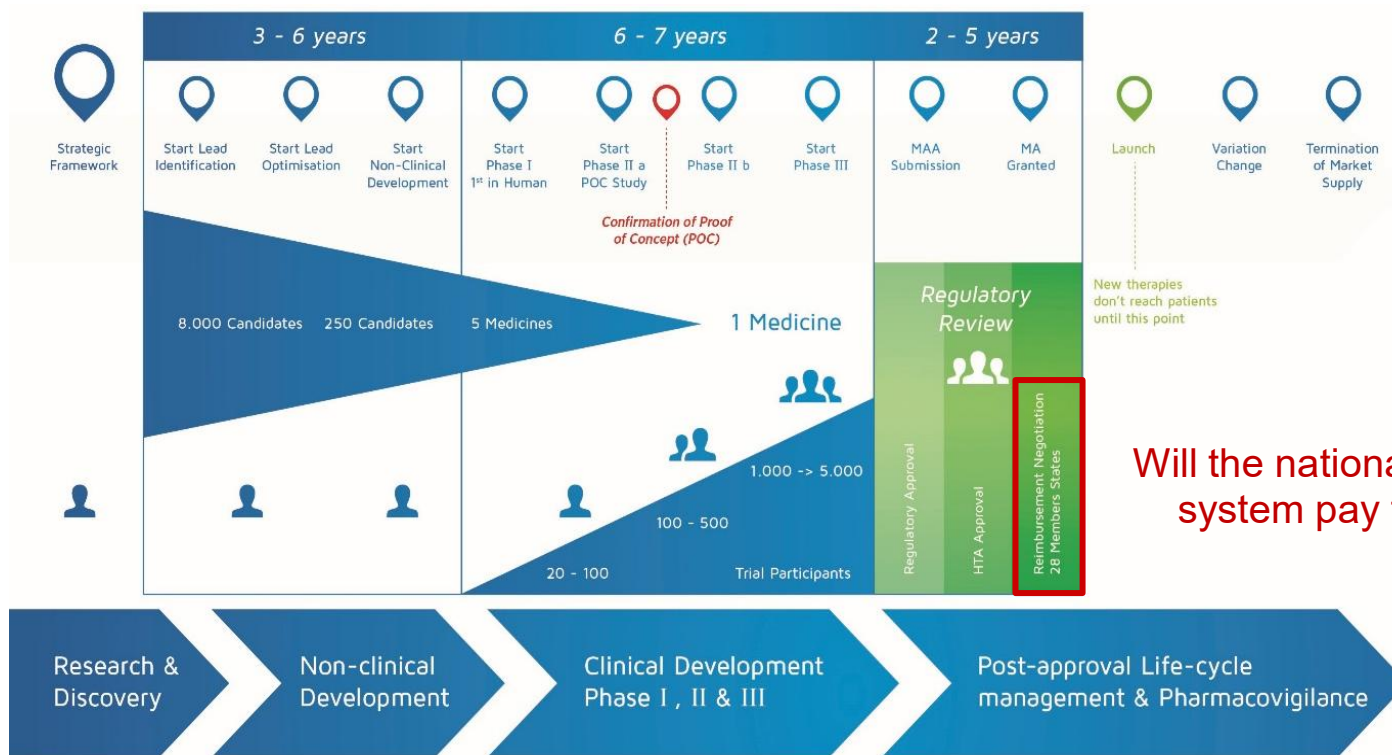 3 - 6 years
6 - 7 years
2 - 5 years
Strategic
Framework
Start Lead
Identification
Start Lead
Optimisation
Start
Non-Clinical
Development
Start
Phase I
1st in Human
Start
Phase II a
POC Study
Start
Phase II b
Start
Phase III
MAA
Submission
MA
Granted
Launch
Variation
Change
Termination
of Market
Supply
Confirmation of Proof
of Concept (POC)
New therapies
don't reach patients
until this point
8.000 Candidates
250 Candidates
5 Medicines
1 Medicine
Regulatory
Review
Regulatory Approval
HTA Approval
Reimbursement Negotiation
28 Members States
Will the nationa
system pay
1.000 -> 5.000
100 - 500
20 - 100
Trial Participants
Research &
Discovery
Non-clinical
Development
Clinical Development
Phase I , II & III
Post-approval Life-cycle
management & Pharmacovigilance